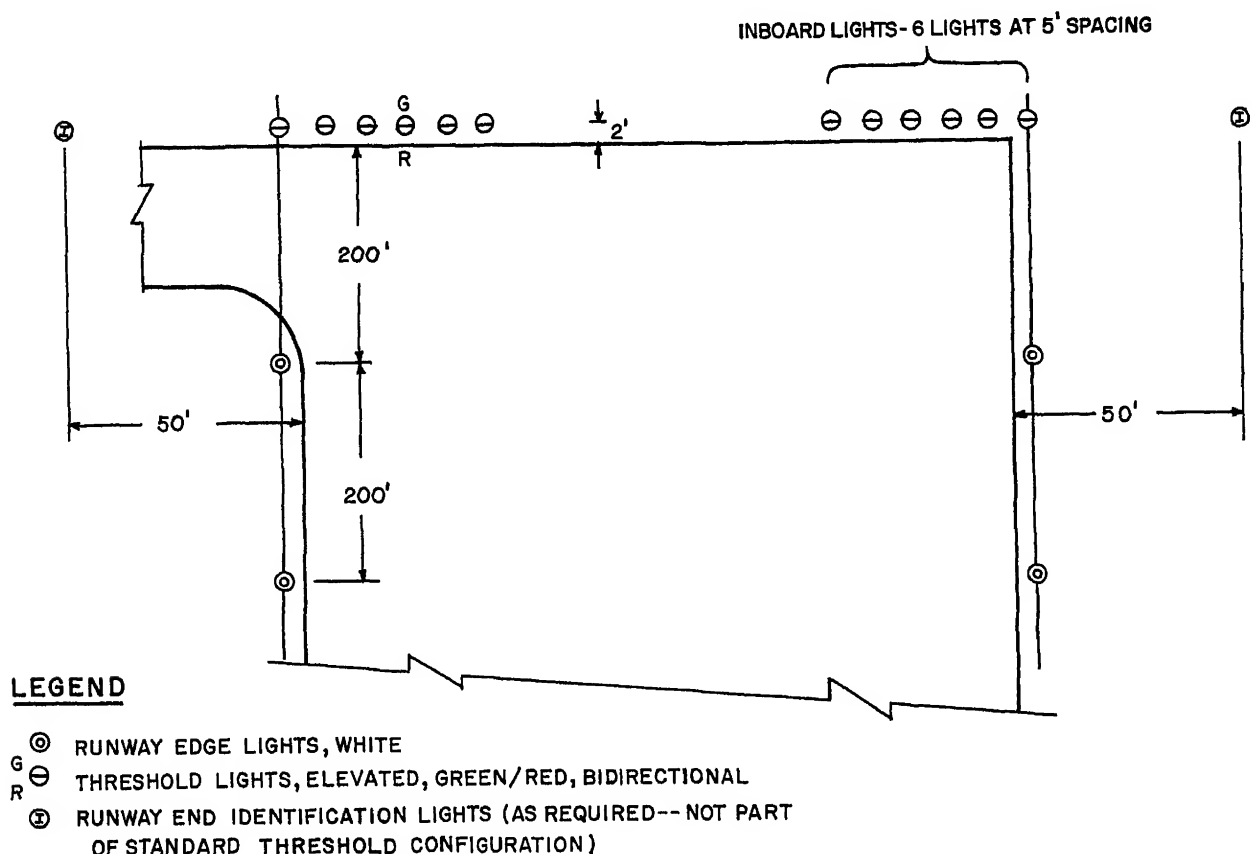 INBOARD LIGHTS-6 LIGHTS AT 5' SPACING
G
2'
R
200'
50'
50'
200'
LEGEND
RUNWAY EDGE LIGHTS, WHITE
G
R
THRESHOLD LIGHTS, ELEVATED, GREEN/RED, BIDIRECTIONAL
RUNWAY END IDENTIFICATION LIGHTS (AS REQUIRED--NOT PART
OF STANDARD THRESHOLD CONFIGURATION)